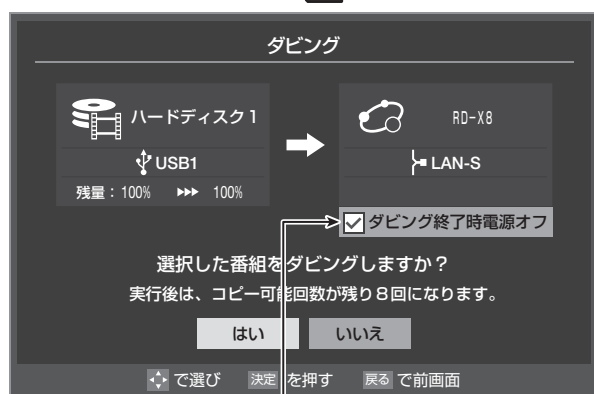 ダビング
ハードディスク1
USB1
残量：100% ▶▶▶ 100%
RD-X8
LAN-S
ダビング終了時電源オフ
選択した番組をダビングしますか？
実行後は、コピー可能回数が残り８回になります。
はい いいえ
で選び 決定 を押す 戻る で前画面